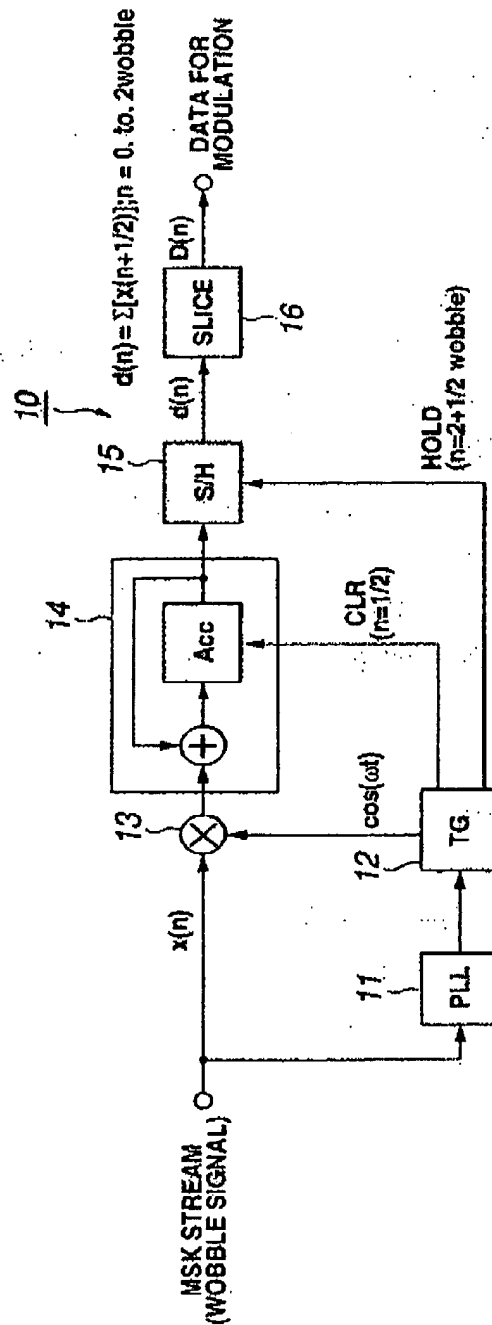 10
d(n) = Σ[x(n+1/2)];n = 0. to. 2wobble
MSK STREAM
(WOBBLE SIGNAL)
x(n)
13
14
+
Acc
15
S/H
d(n)
SLICE
16
D(n)
DATA FOR
MODULATION
11
PLL
12
TG
cos(ωt)
CLR
(n=1/2)
HOLD
(n=2+1/2 wobble)